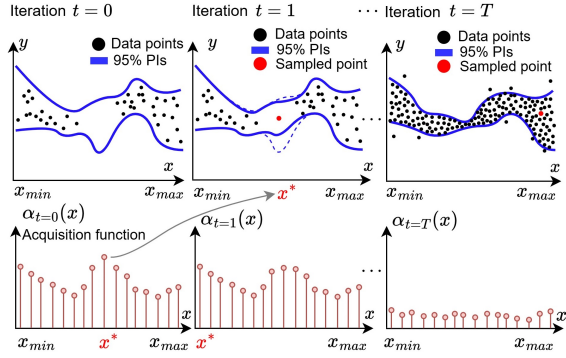 Iteration t = 0
y
Data points
95% PIs
x
x_min
x_max
Iteration t = 1
y
Data points
95% PIs
Sampled point
x
x_min
x*
x_max
...
...
Iteration t = T
y
Data points
95% PIs
Sampled point
x
x_min
x_max
α_{t=0}(x)
Acquisition function
x
x_min
x*
x_max
α_{t=1}(x)
x
x_min
x*
x_max
...
α_{t=T}(x)
x
x_min
x_max